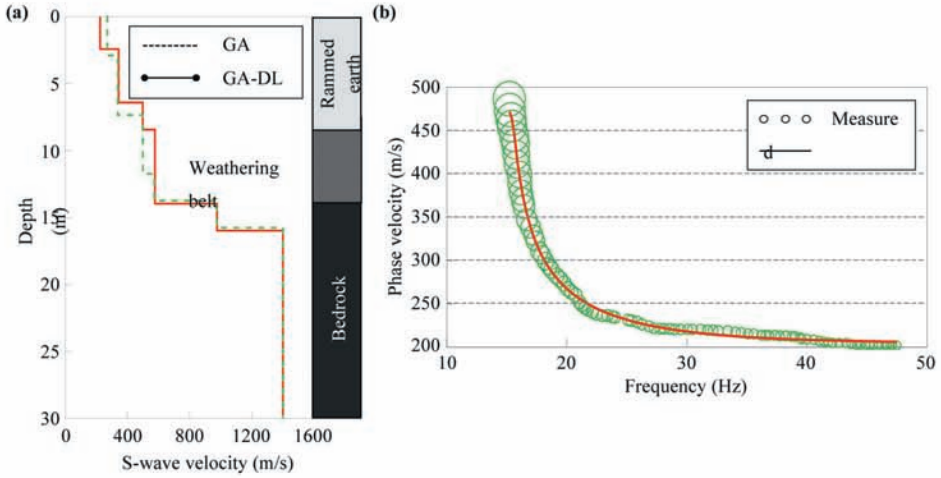 (a)
0
5
10
15
20
25
30
Depth
(m)
GA
GA-DL
Weathering
belt
Rammed
earth
Bedrock
0
400
800
1200
1600
S-wave velocity (m/s)
(b)
500
450
400
350
300
250
200
Phase velocity (m/s)
Measure
d
10
20
30
40
50
Frequency (Hz)